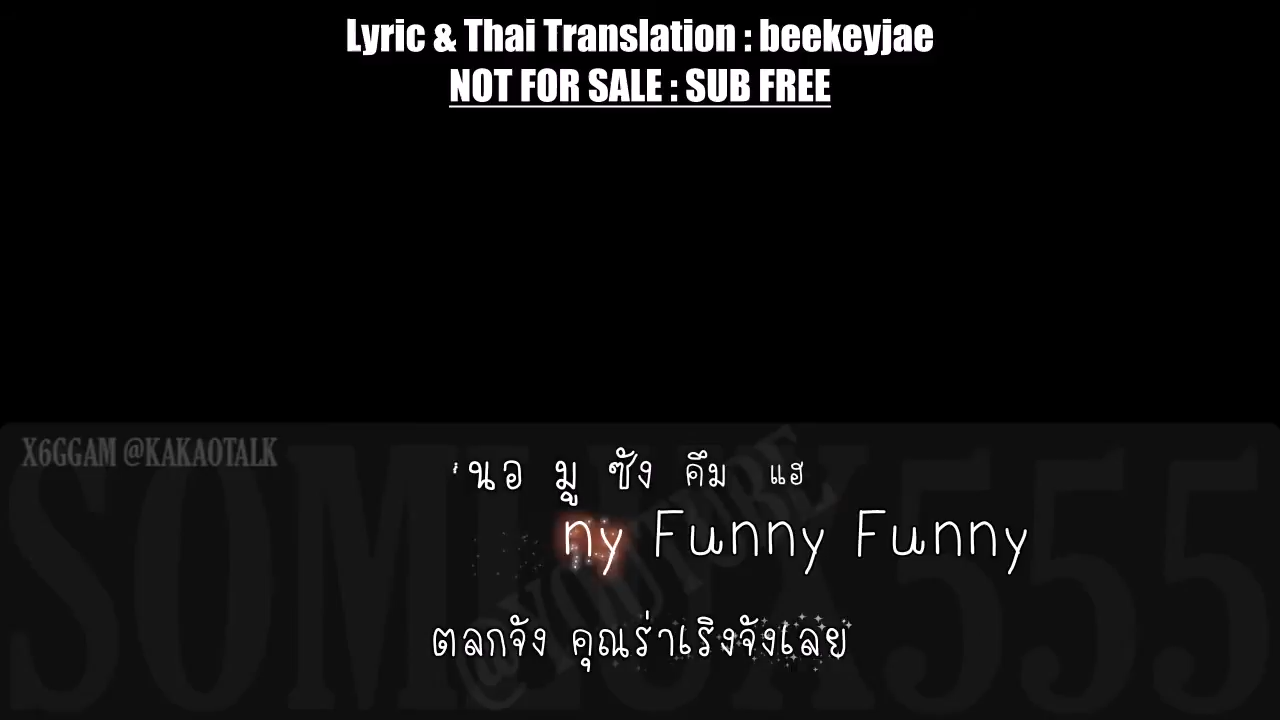 Lyric & Thai Translation : beekeyjae
NOT FOR SALE : SUB FREE
X6GGAM @KAKAOTALK
นอ มู ซัง คึม แฮ
ny Funny Funny
@YOUTUBE
ตลกจัง คุณร่าเริงจังเลย